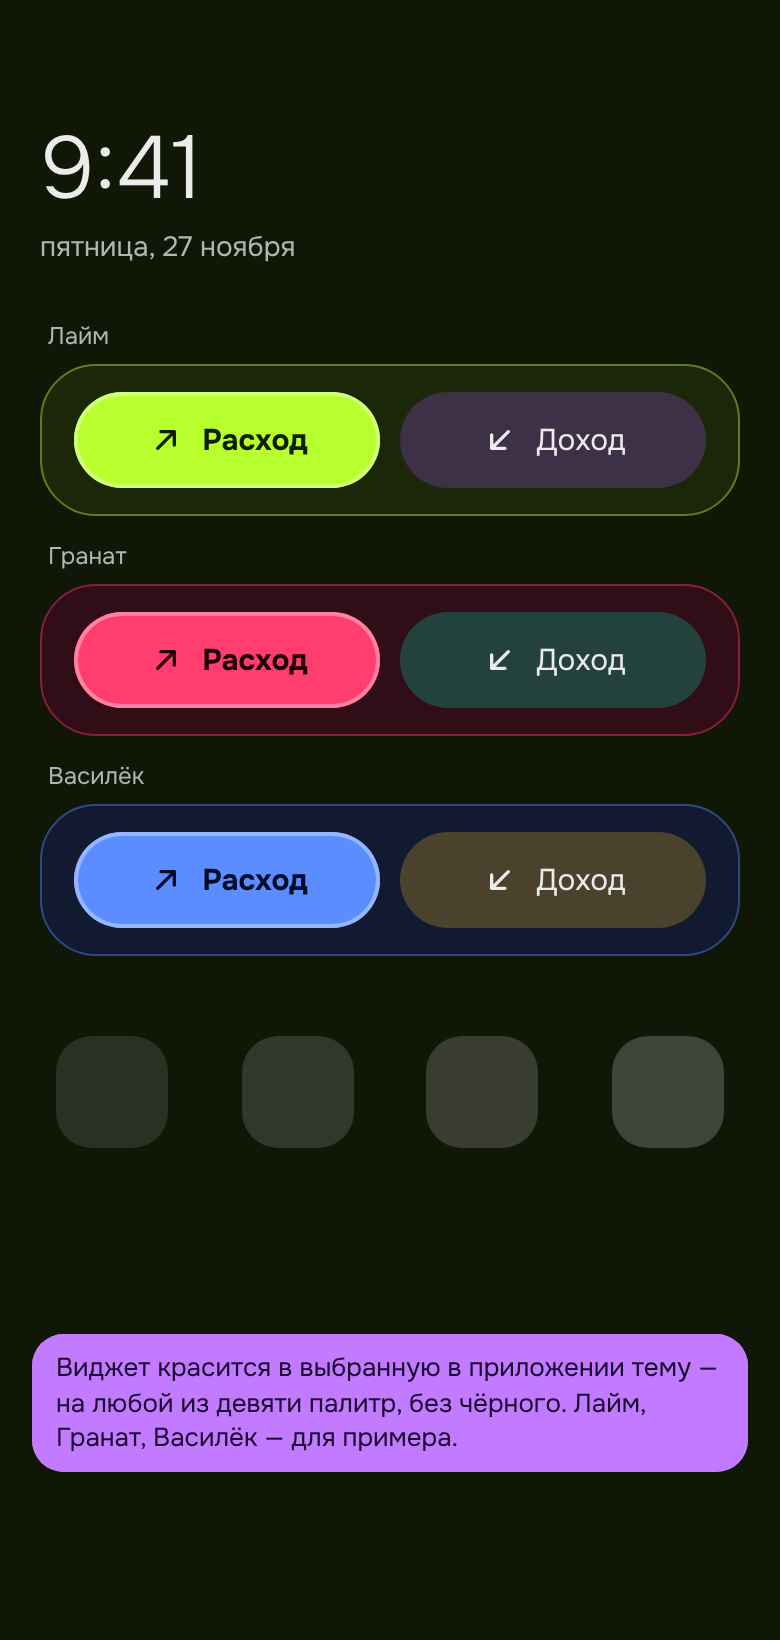 9:41
пятница, 27 ноября
Лайм
Расход
Доход
Гранат
Расход
Доход
Василёк
Расход
Доход
Виджет красится в выбранную в приложении тему —
на любой из девяти палитр, без чёрного. Лайм,
Гранат, Василёк — для примера.